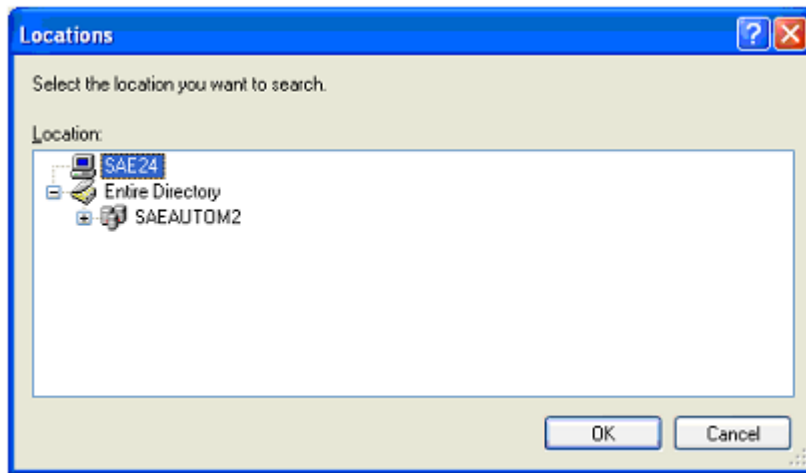 Locations
Select the location you want to search.
Location:
SAE24
Entire Directory
SAEAUTOM2
OK
Cancel